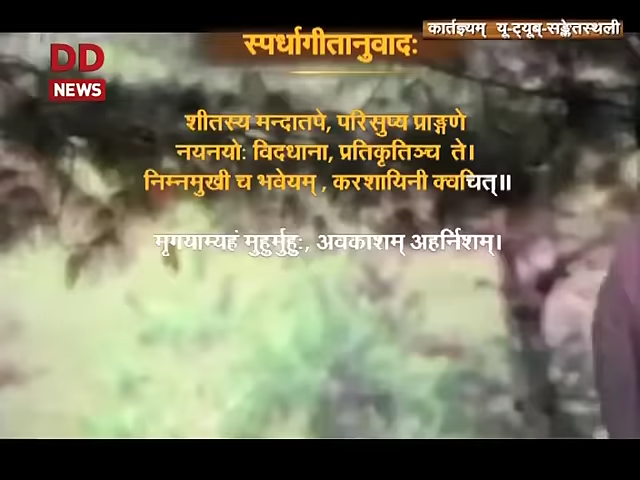 कार्तज्ञ्यम् यू-ट्यूब्-सङ्केतस्थली
स्पर्धागीतानुवादः
DD
NEWS
शीतस्य मन्दातपे, परिसुप्य प्राङ्गणे
नयनयोः विदधाना, प्रतिकृतिञ्च ते।
निम्नमुखी च भवेयम् , करशायिनी क्वचित्॥
मृगयाम्यहं मुहुर्मुहुः, अवकाशम् अहर्निशम्।